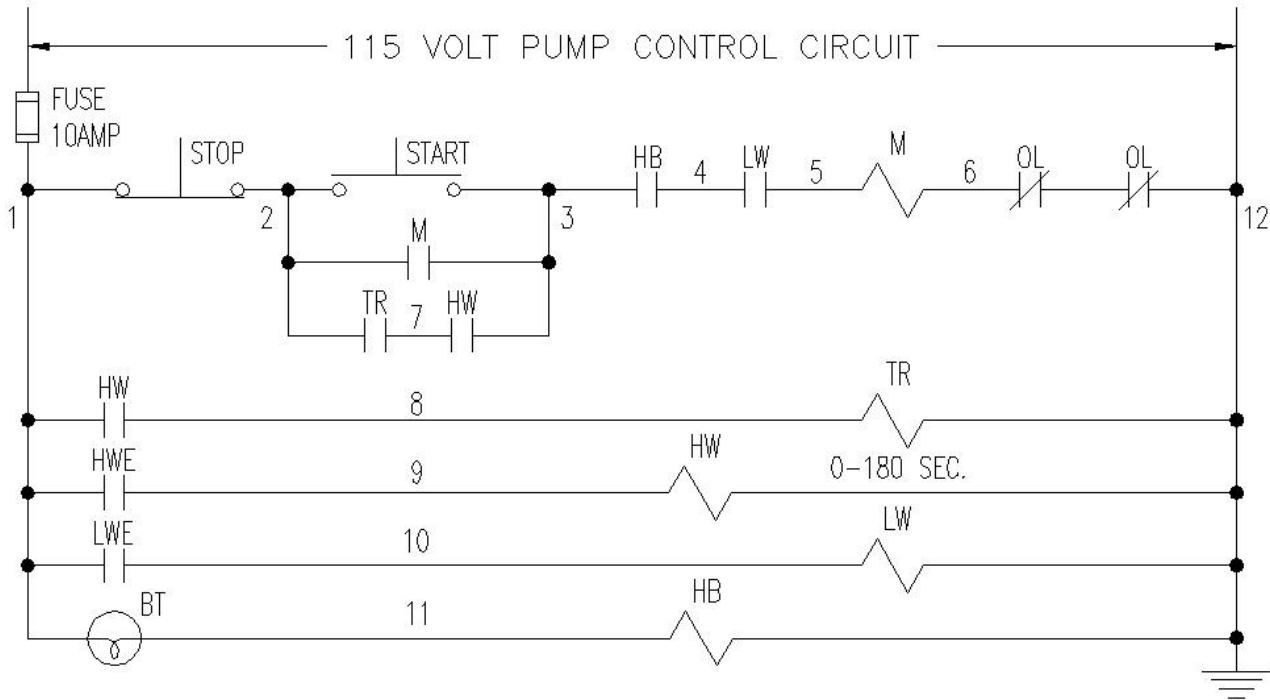 115 VOLT PUMP CONTROL CIRCUIT
FUSE
10AMP
STOP
START
HB
4
LW
5
M
6
OL
OL
1
2
3
12
M
TR
7
HW
HW
8
TR
HWE
9
HW
0-180 SEC.
LWE
10
LW
BT
11
HB